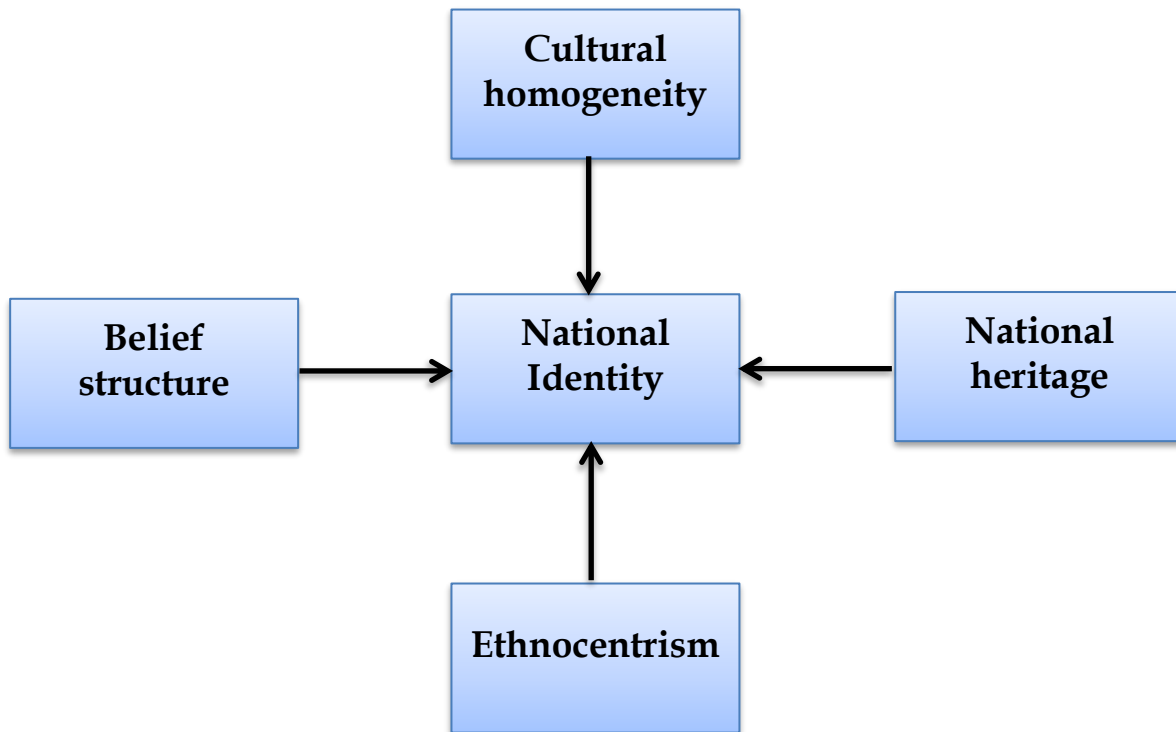 Cultural
homogeneity
Belief
structure
National
Identity
National
heritage
Ethnocentrism